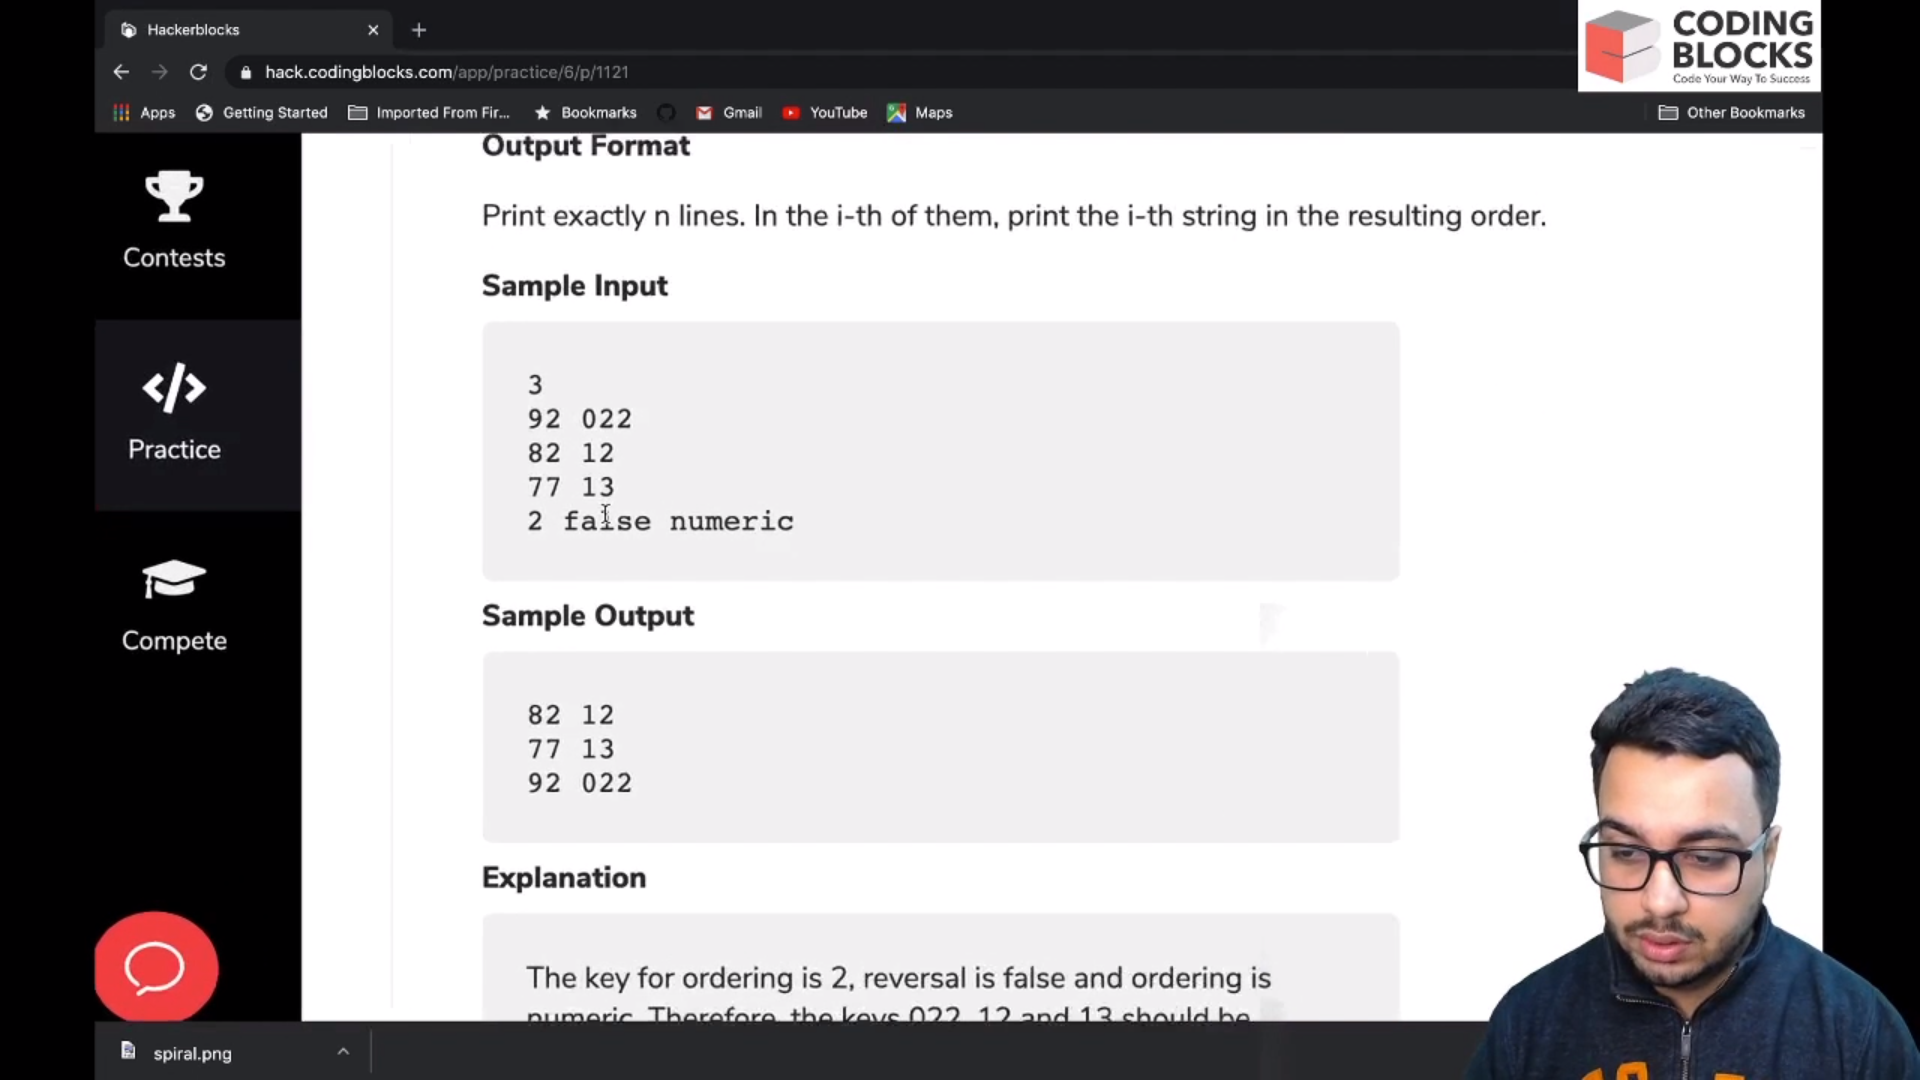 Hackerblocks
hack.codingblocks.com/app/practice/6/p/1121
Apps
Getting Started
Imported From Fir...
Bookmarks
Gmail
YouTube
Maps
Other Bookmarks
CODING
BLOCKS
Code Your Way To Success
Contests
Practice
Compete
Output Format
Print exactly n lines. In the i-th of them, print the i-th string in the resulting order.
Sample Input
3
92 022
82 12
77 13
2 false numeric
Sample Output
82 12
77 13
92 022
Explanation
The key for ordering is 2, reversal is false and ordering is
numeric. Therefore, the keys 022, 12 and 13 should be
spiral.png